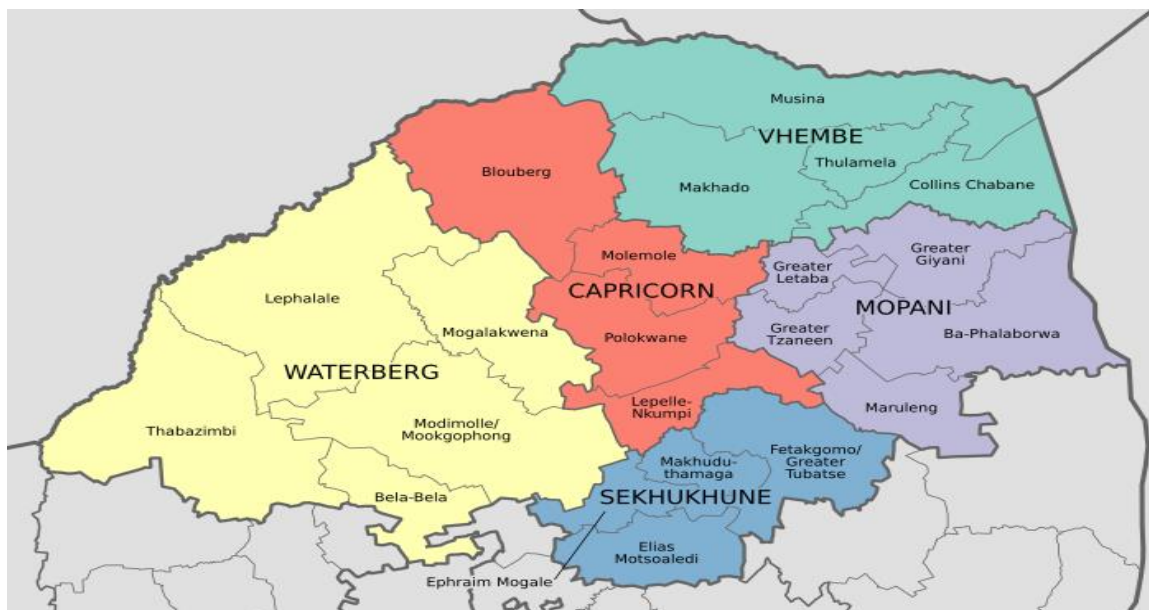 Musina
VHEMBE
Thulamela
Blouberg
Makhado
Collins Chabane
Molemole
Greater
Giyani
Greater
Letaba
CAPRICORN
Lephalale
MOPANI
Mogalakwena
Polokwane
Greater
Tzaneen
Ba-Phalaborwa
WATERBERG
Lepelle-
Nkumpi
Maruleng
Thabazimbi
Modimolle/
Mookgophong
Makhudu-
thamaga
Fetakgomo/
Greater
Tubatse
Bela-Bela
SEKHUKHUNE
Elias
Motsoaledi
Ephraim Mogale